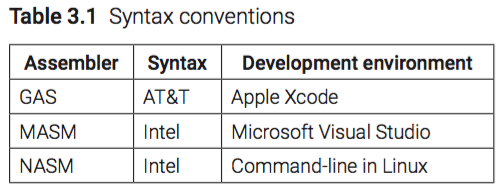 Table 3.1 Syntax conventions
Assembler Syntax Development environment
GAS AT&T Apple Xcode
MASM Intel Microsoft Visual Studio
NASM Intel Command-line in Linux